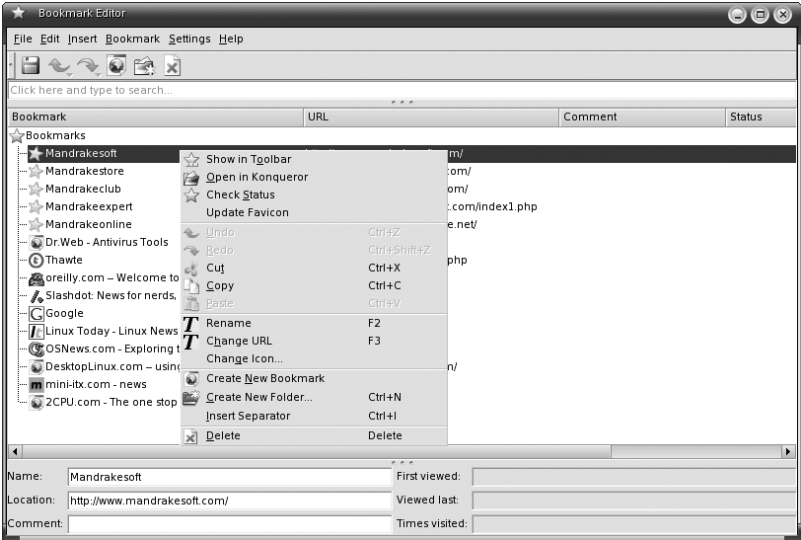 Bookmark Editor
File Edit Insert Bookmark Settings Help
Click here and type to search...
Bookmark URL Comment Status
Bookmarks
Mandrakesoft m/
Mandrakestore com/
Mandrakeclub om/
Mandrakeexpert .com/index1.php
Mandrakeonline e.net/
Dr.Web - Antivirus Tools
Thawte php
oreilly.com – Welcome to
Slashdot: News for nerds,
Google
Linux Today - Linux News
OSNews.com - Exploring t
DesktopLinux.com – using n/
mini-itx.com - news
2CPU.com - The one stop
Show in Toolbar
Open in Konqueror
Check Status
Update Favicon
Undo Ctrl+Z
Redo Ctrl+Shift+Z
Cut Ctrl+X
Copy Ctrl+C
Paste Ctrl+V
Rename F2
Change URL F3
Change Icon...
Create New Bookmark
Create New Folder... Ctrl+N
Insert Separator Ctrl+I
Delete Delete
Name: Mandrakesoft First viewed:
Location: http://www.mandrakesoft.com/ Viewed last:
Comment: Times visited: